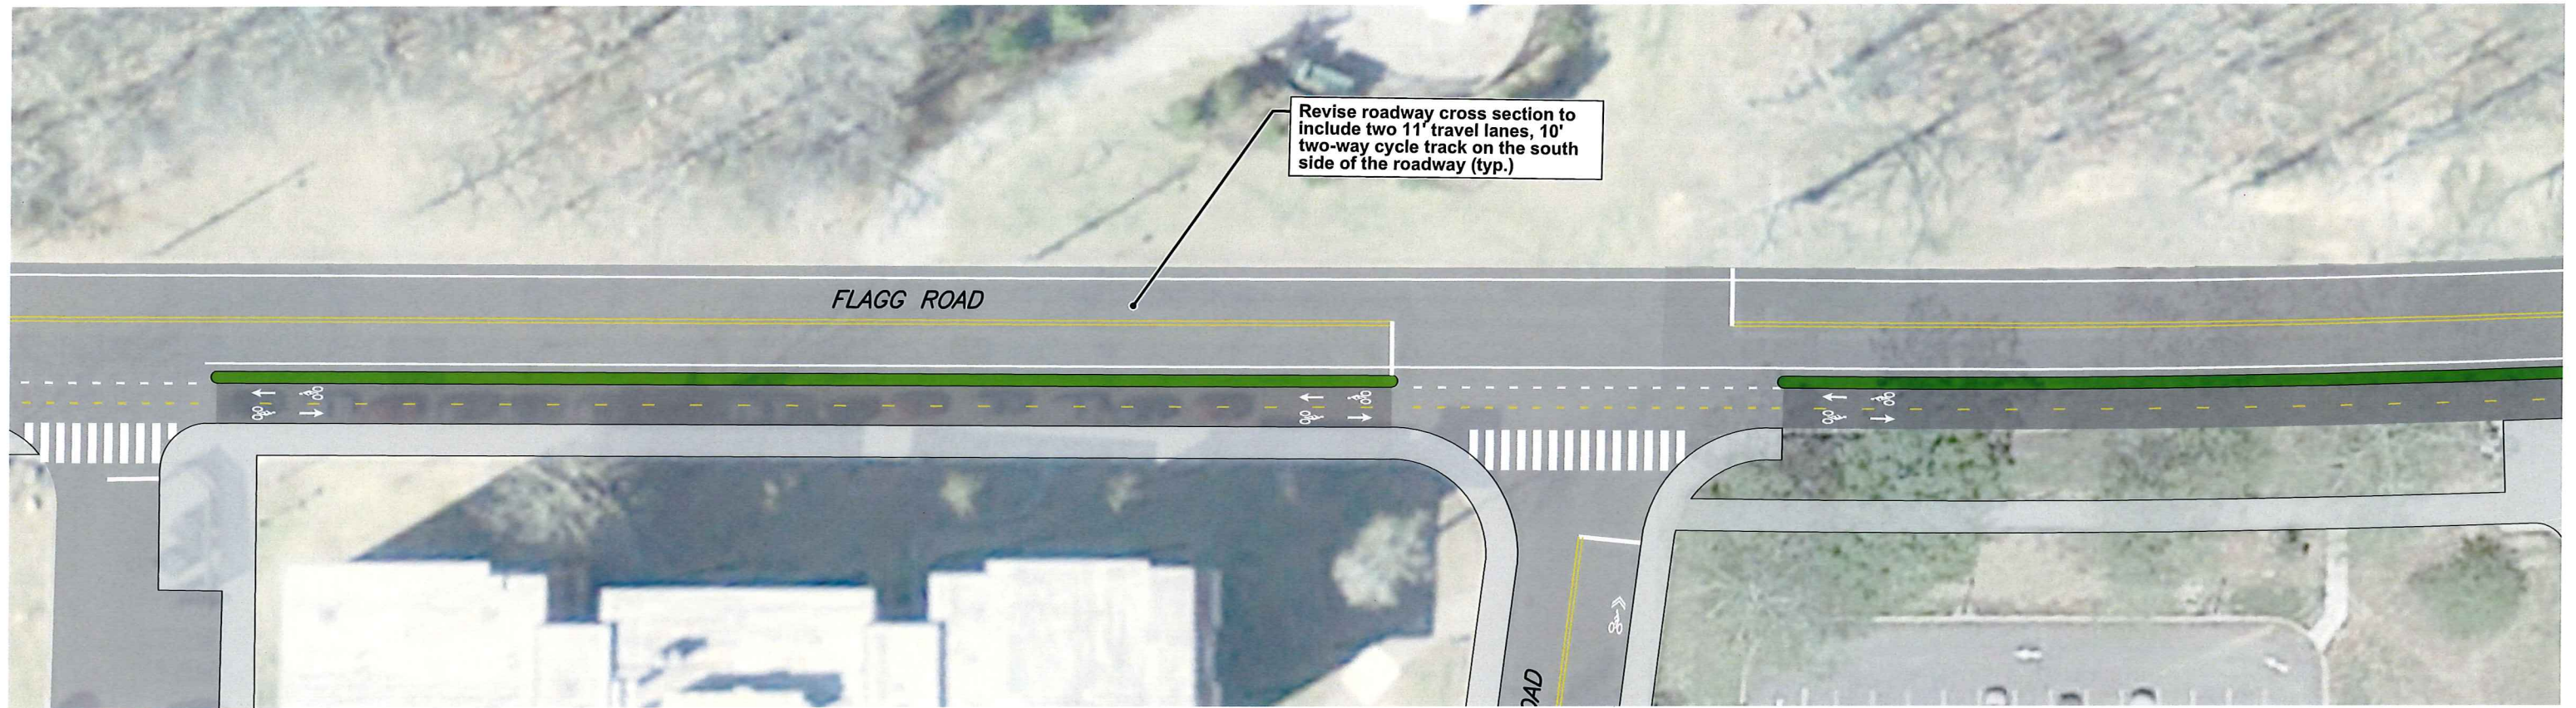 Revise roadway cross section to
include two 11' travel lanes, 10'
two-way cycle track on the south
side of the roadway (typ.)
FLAGG ROAD